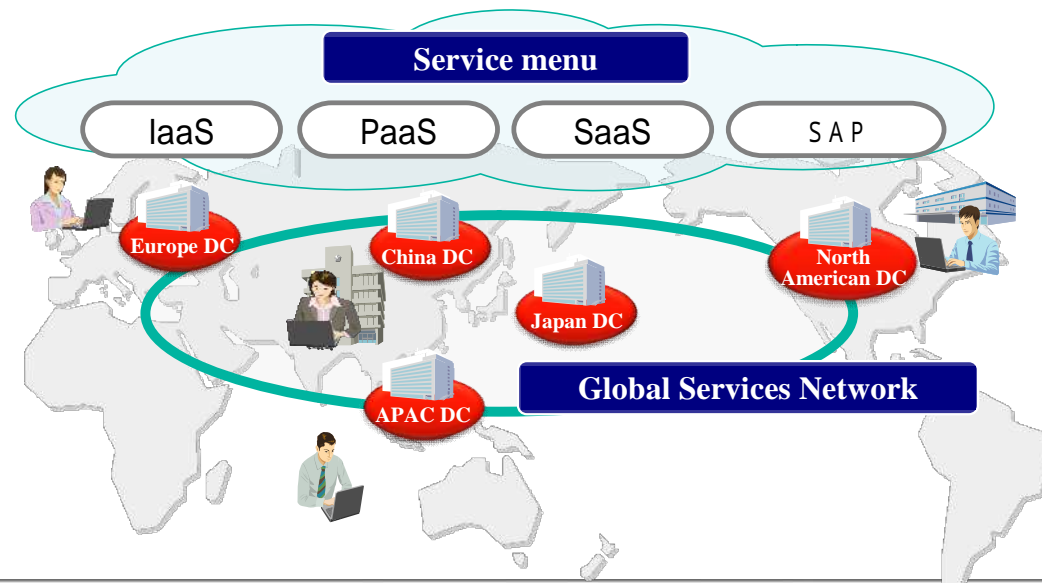 Service menu
IaaS
PaaS
SaaS
SAP
Europe DC
China DC
North
American DC
Japan DC
Global Services Network
APAC DC